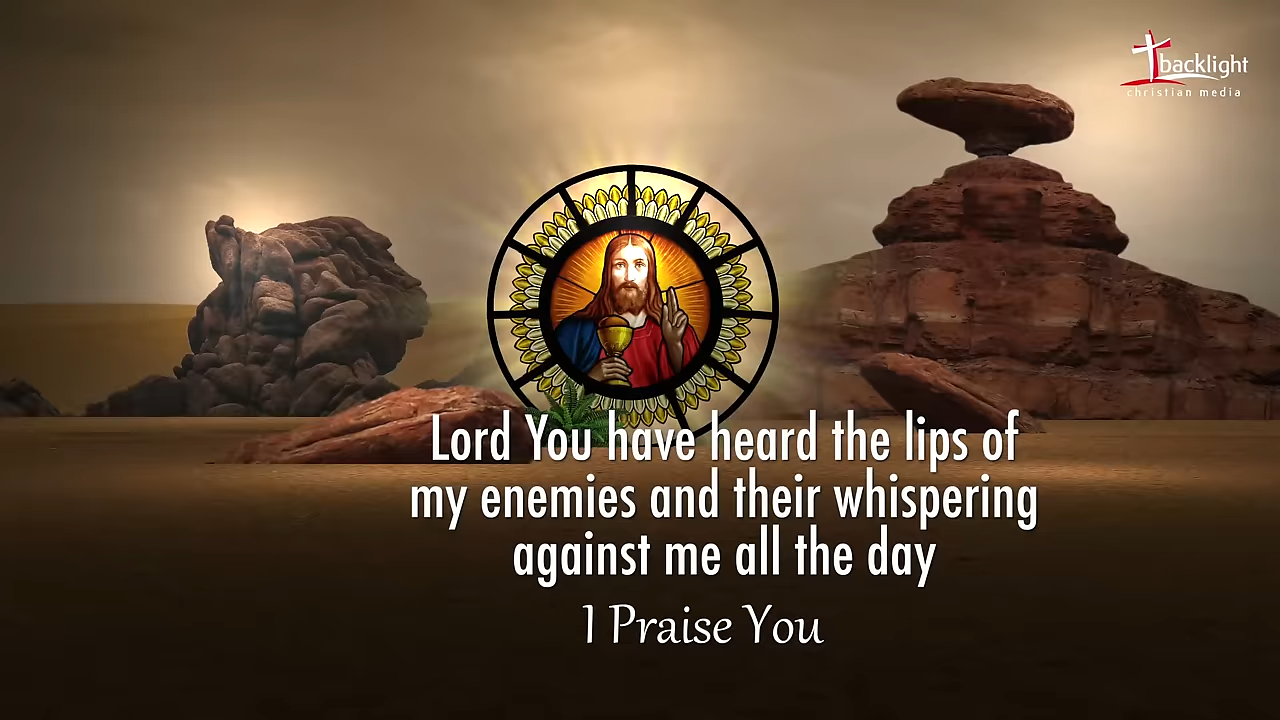 backlight
christian media
Lord You have heard the lips of
my enemies and their whispering
against me all the day
I Praise You